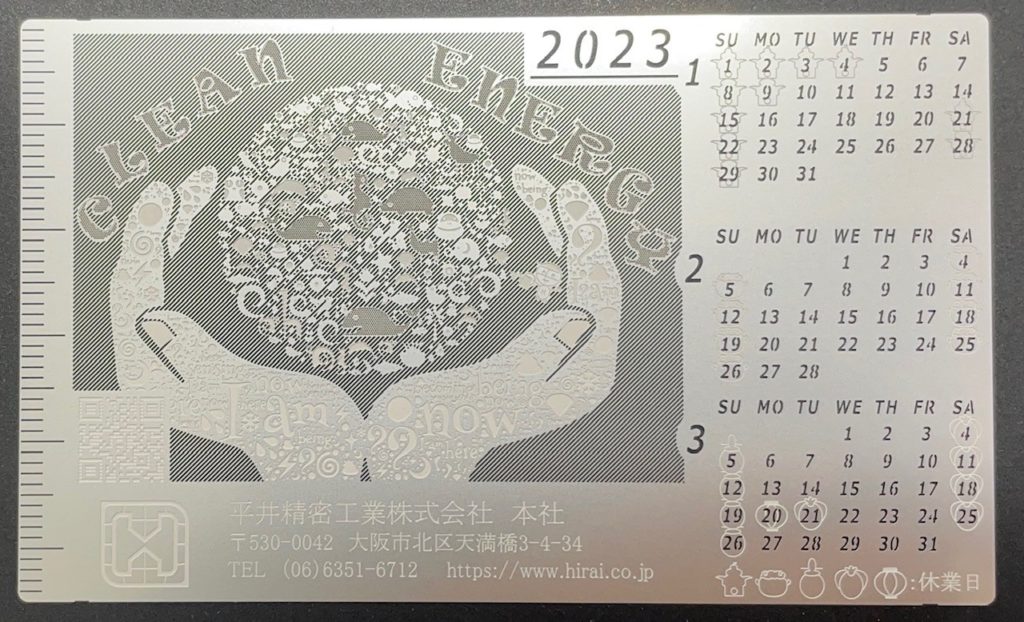 CLEAN ENERGY
now
being
I am now
being
here
平井精密工業株式会社 本社
〒530-0042 大阪市北区天満橋3-4-34
TEL (06)6351-6712 https://www.hirai.co.jp
2023
1
SU MO TU WE TH FR SA
1 2 3 4 5 6 7
8 9 10 11 12 13 14
15 16 17 18 19 20 21
22 23 24 25 26 27 28
29 30 31
2
SU MO TU WE TH FR SA
1 2 3 4
5 6 7 8 9 10 11
12 13 14 15 16 17 18
19 20 21 22 23 24 25
26 27 28
3
SU MO TU WE TH FR SA
1 2 3 4
5 6 7 8 9 10 11
12 13 14 15 16 17 18
19 20 21 22 23 24 25
26 27 28 29 30 31
:休業日